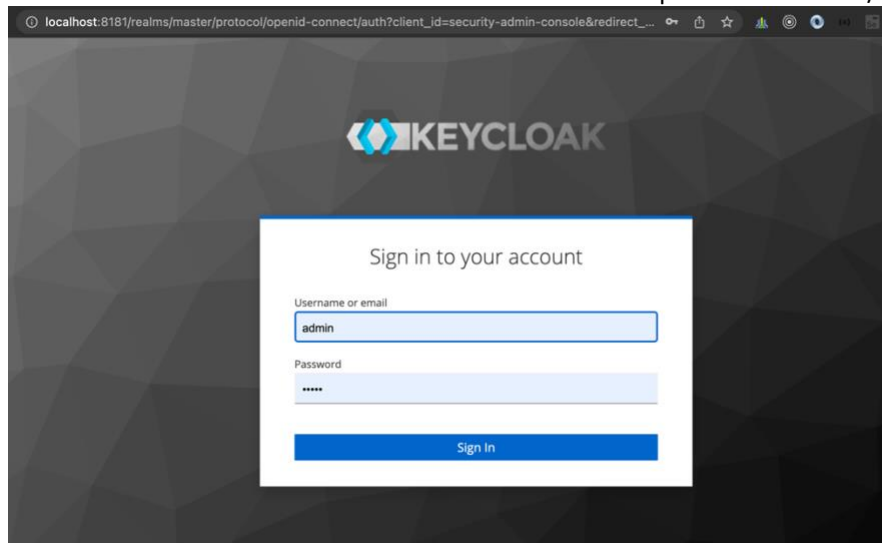 localhost:8181/realms/master/protocol/openid-connect/auth?client_id=security-admin-console&redirect_...
KEYCLOAK
Sign in to your account
Username or email
admin
Password
•••••
Sign In